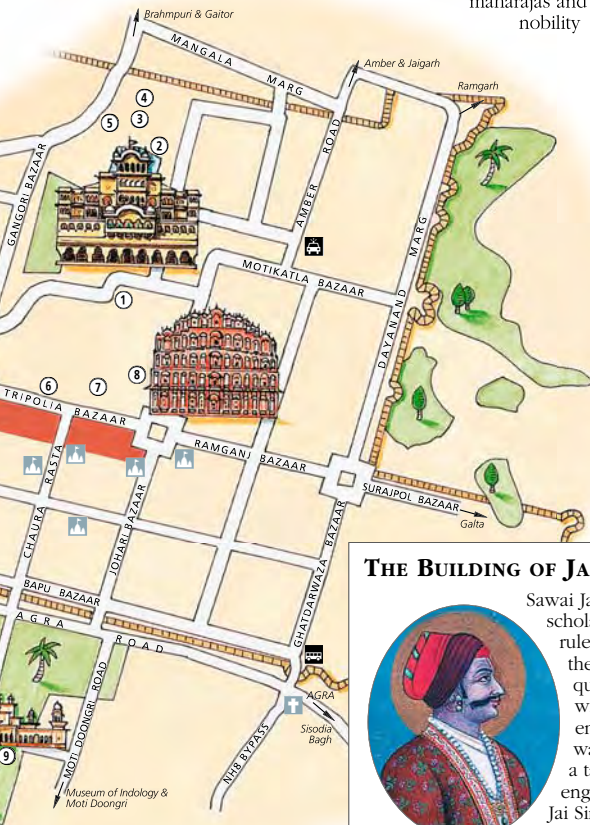 maharajas and
nobility
Brahmpuri & Gaitor
MANGALA MARG
Amber & Jaigarh
Ramgarh
4
3
5
2
GANGORI BAZAAR
AMBER ROAD
DAYANAND MARG
MOTIKATLA BAZAAR
1
8
6
7
TRIPOLIA BAZAAR
RAMGANJ BAZAAR
SURAJPOL BAZAAR
Galta
CHAURA RASTA
JOHARI BAZAAR
GHATDARWAZA BAZAAR
BAPU BAZAAR
AGRA ROAD
MOTI DOONGRI ROAD
NH8 BYPASS
AGRA
Sisodia
Bagh
9
Museum of Indology &
Moti Doongri
THE BUILDING OF JA
Sawai Ja
schola
rule
the
qu
w
en
wa
a t
eng
Jai Sin